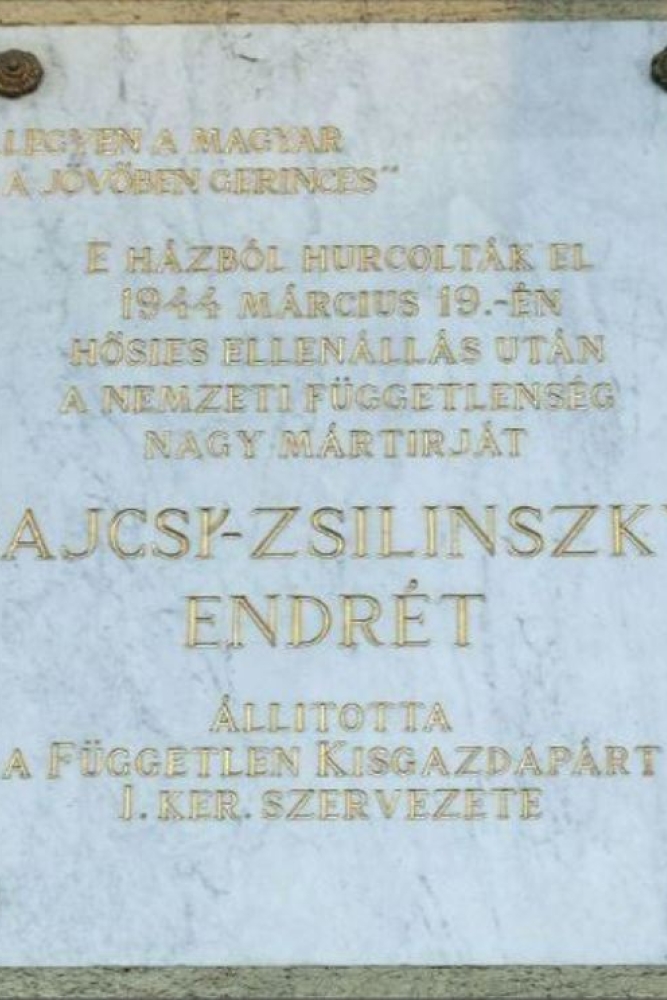 LEGYEN A MAGYAR
A JÖVŐBEN GERINCES"
E HÁZBÓL HURCOLTÁK EL
1944 MÁRCIUS 19.-ÉN
HŐSIES ELLENÁLLÁS UTÁN
A NEMZETI FÜGGETLENSÉG
NAGY MÁRTIRJÁT
AJCSY-ZSILINSZK
ENDRÉT
ÁLLITOTTA
A FÜGGETLEN KISGAZDAPÁRT
I. KER. SZERVEZETE